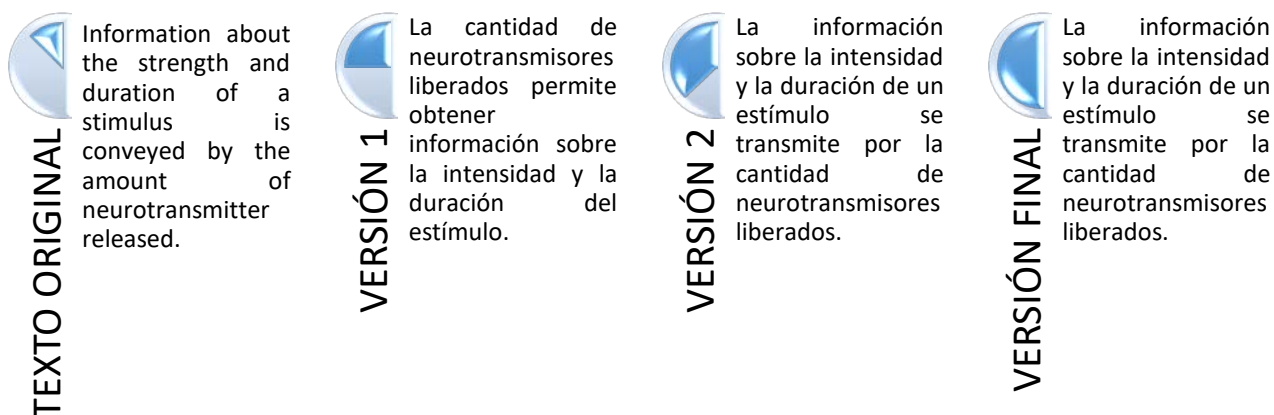 TEXTO ORIGINAL
Information about
the strength and
duration of a
stimulus is
conveyed by the
amount of
neurotransmitter
released.
VERSIÓN 1
La cantidad de
neurotransmisores
liberados permite
obtener
información sobre
la intensidad y la
duración del
estímulo.
VERSIÓN 2
La información
sobre la intensidad
y la duración de un
estímulo se
transmite por la
cantidad de
neurotransmisores
liberados.
VERSIÓN FINAL
La información
sobre la intensidad
y la duración de un
estímulo se
transmite por la
cantidad de
neurotransmisores
liberados.